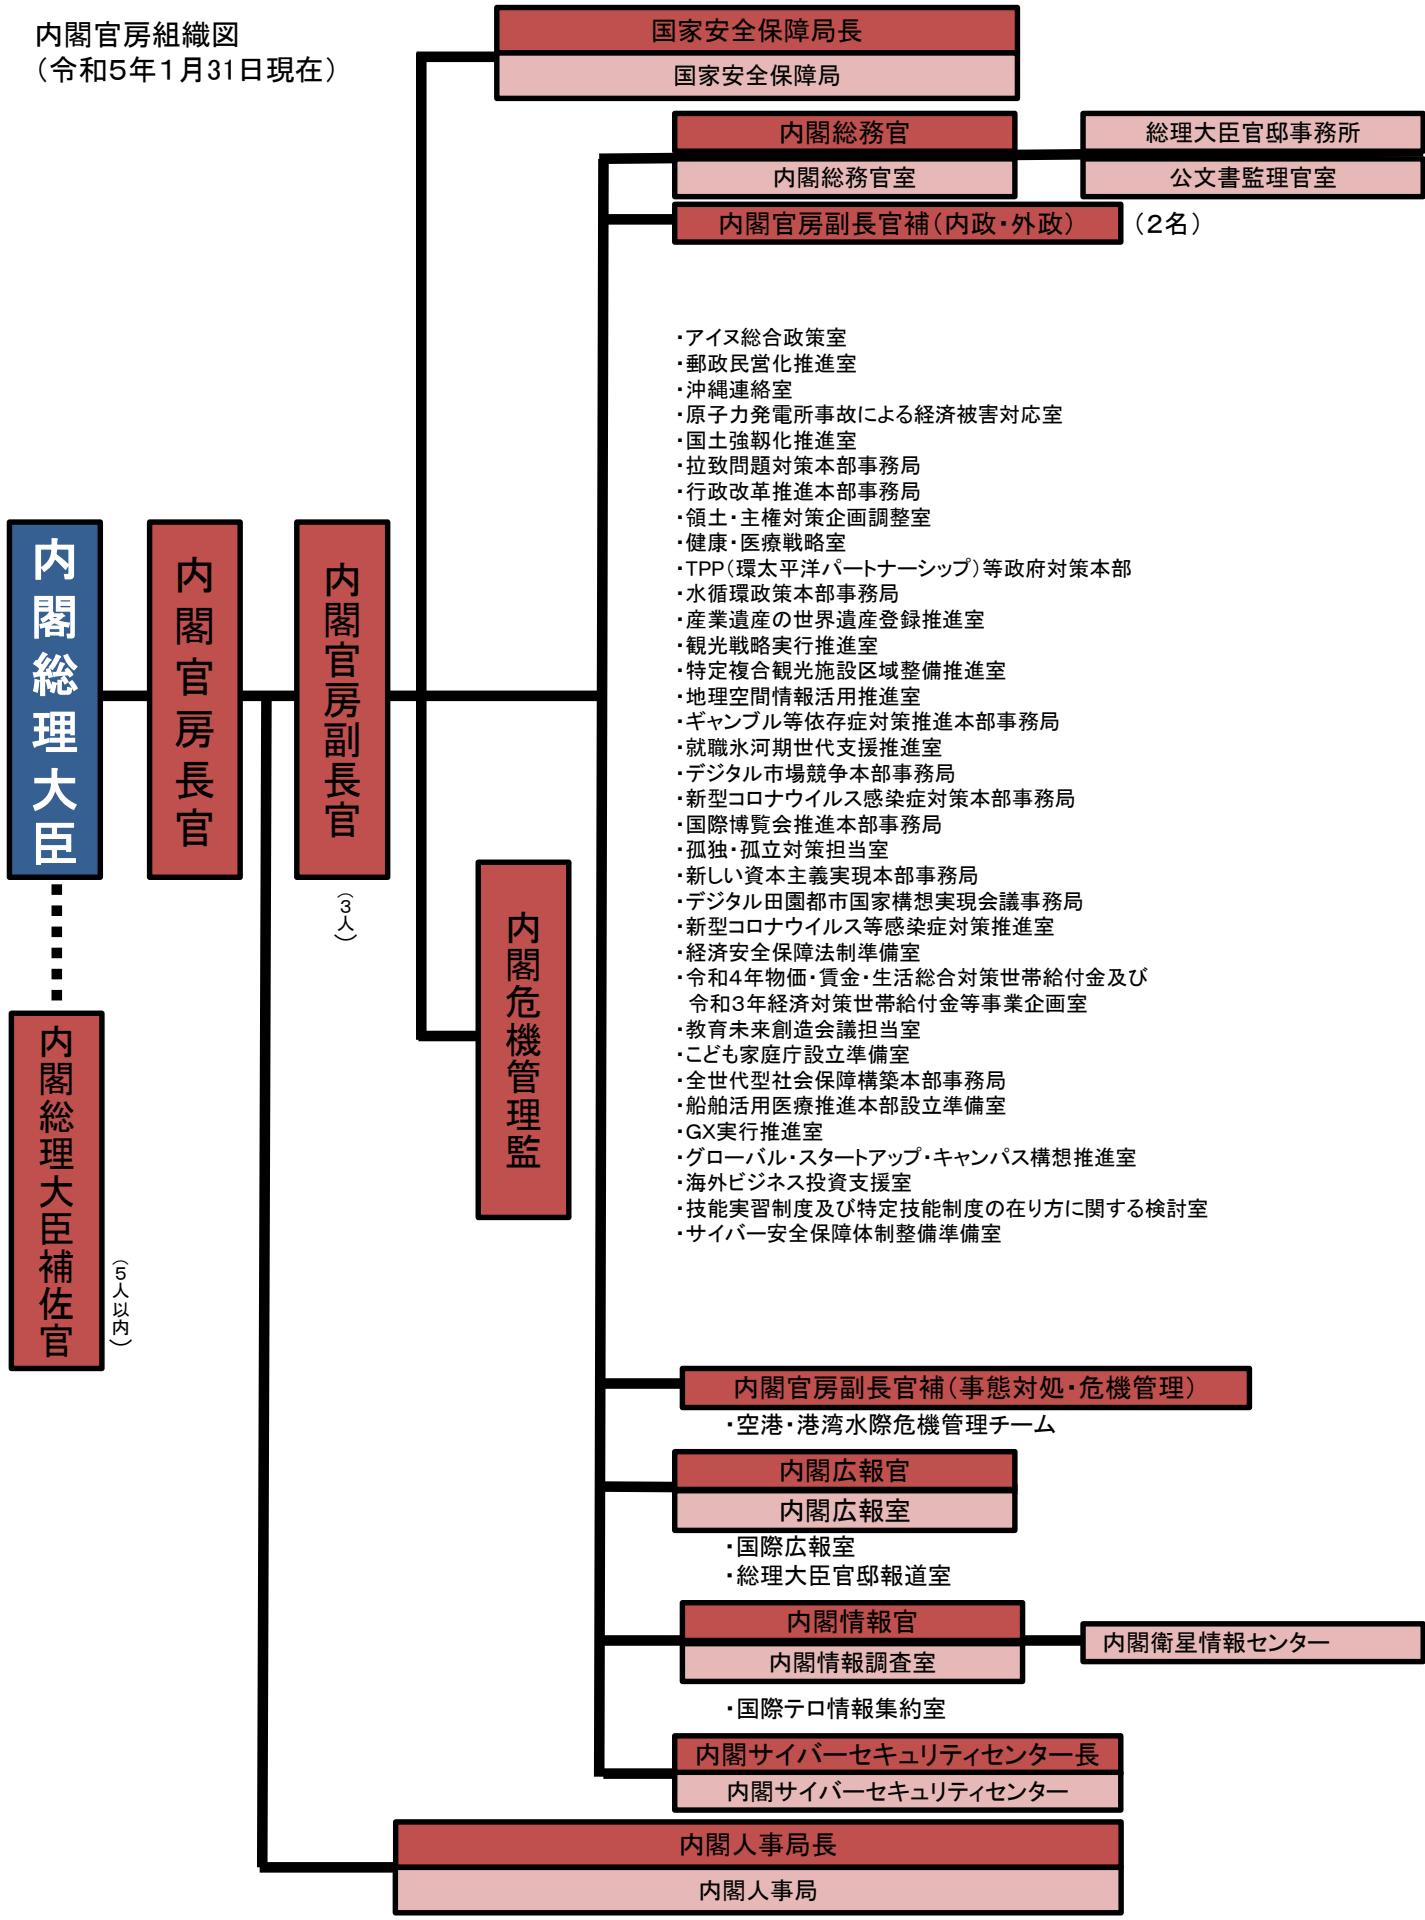 内閣官房組織図
（令和５年１月31日現在）
国家安全保障局長
国家安全保障局
内閣総務官
内閣総務官室
総理大臣官邸事務所
公文書監理官室
内閣官房副長官補（内政・外政）
（２名）
・アイヌ総合政策室
・郵政民営化推進室
・沖縄連絡室
・原子力発電所事故による経済被害対応室
・国土強靱化推進室
・拉致問題対策本部事務局
・行政改革推進本部事務局
・領土・主権対策企画調整室
・健康・医療戦略室
・TPP（環太平洋パートナーシップ）等政府対策本部
・水循環政策本部事務局
・産業遺産の世界遺産登録推進室
・観光戦略実行推進室
・特定複合観光施設区域整備推進室
・地理空間情報活用推進室
・ギャンブル等依存症対策推進本部事務局
・就職氷河期世代支援推進室
・デジタル市場競争本部事務局
・新型コロナウイルス感染症対策本部事務局
・国際博覧会推進本部事務局
・孤独・孤立対策担当室
・新しい資本主義実現本部事務局
・デジタル田園都市国家構想実現会議事務局
・新型コロナウイルス等感染症対策推進室
・経済安全保障法制準備室
・令和４年物価・賃金・生活総合対策世帯給付金及び
令和３年経済対策世帯給付金等事業企画室
・教育未来創造会議担当室
・こども家庭庁設立準備室
・全世代型社会保障構築本部事務局
・船舶活用医療推進本部設立準備室
・GX実行推進室
・グローバル・スタートアップ・キャンパス構想推進室
・海外ビジネス投資支援室
・技能実習制度及び特定技能制度の在り方に関する検討室
・サイバー安全保障体制整備準備室
内閣総理大臣
内閣官房長官
内閣官房副長官
（３人）
内閣危機管理監
内閣総理大臣補佐官
（５人以内）
内閣官房副長官補（事態対処・危機管理）
・空港・港湾水際危機管理チーム
内閣広報官
内閣広報室
・国際広報室
・総理大臣官邸報道室
内閣情報官
内閣情報調査室
内閣衛星情報センター
・国際テロ情報集約室
内閣サイバーセキュリティセンター長
内閣サイバーセキュリティセンター
内閣人事局長
内閣人事局